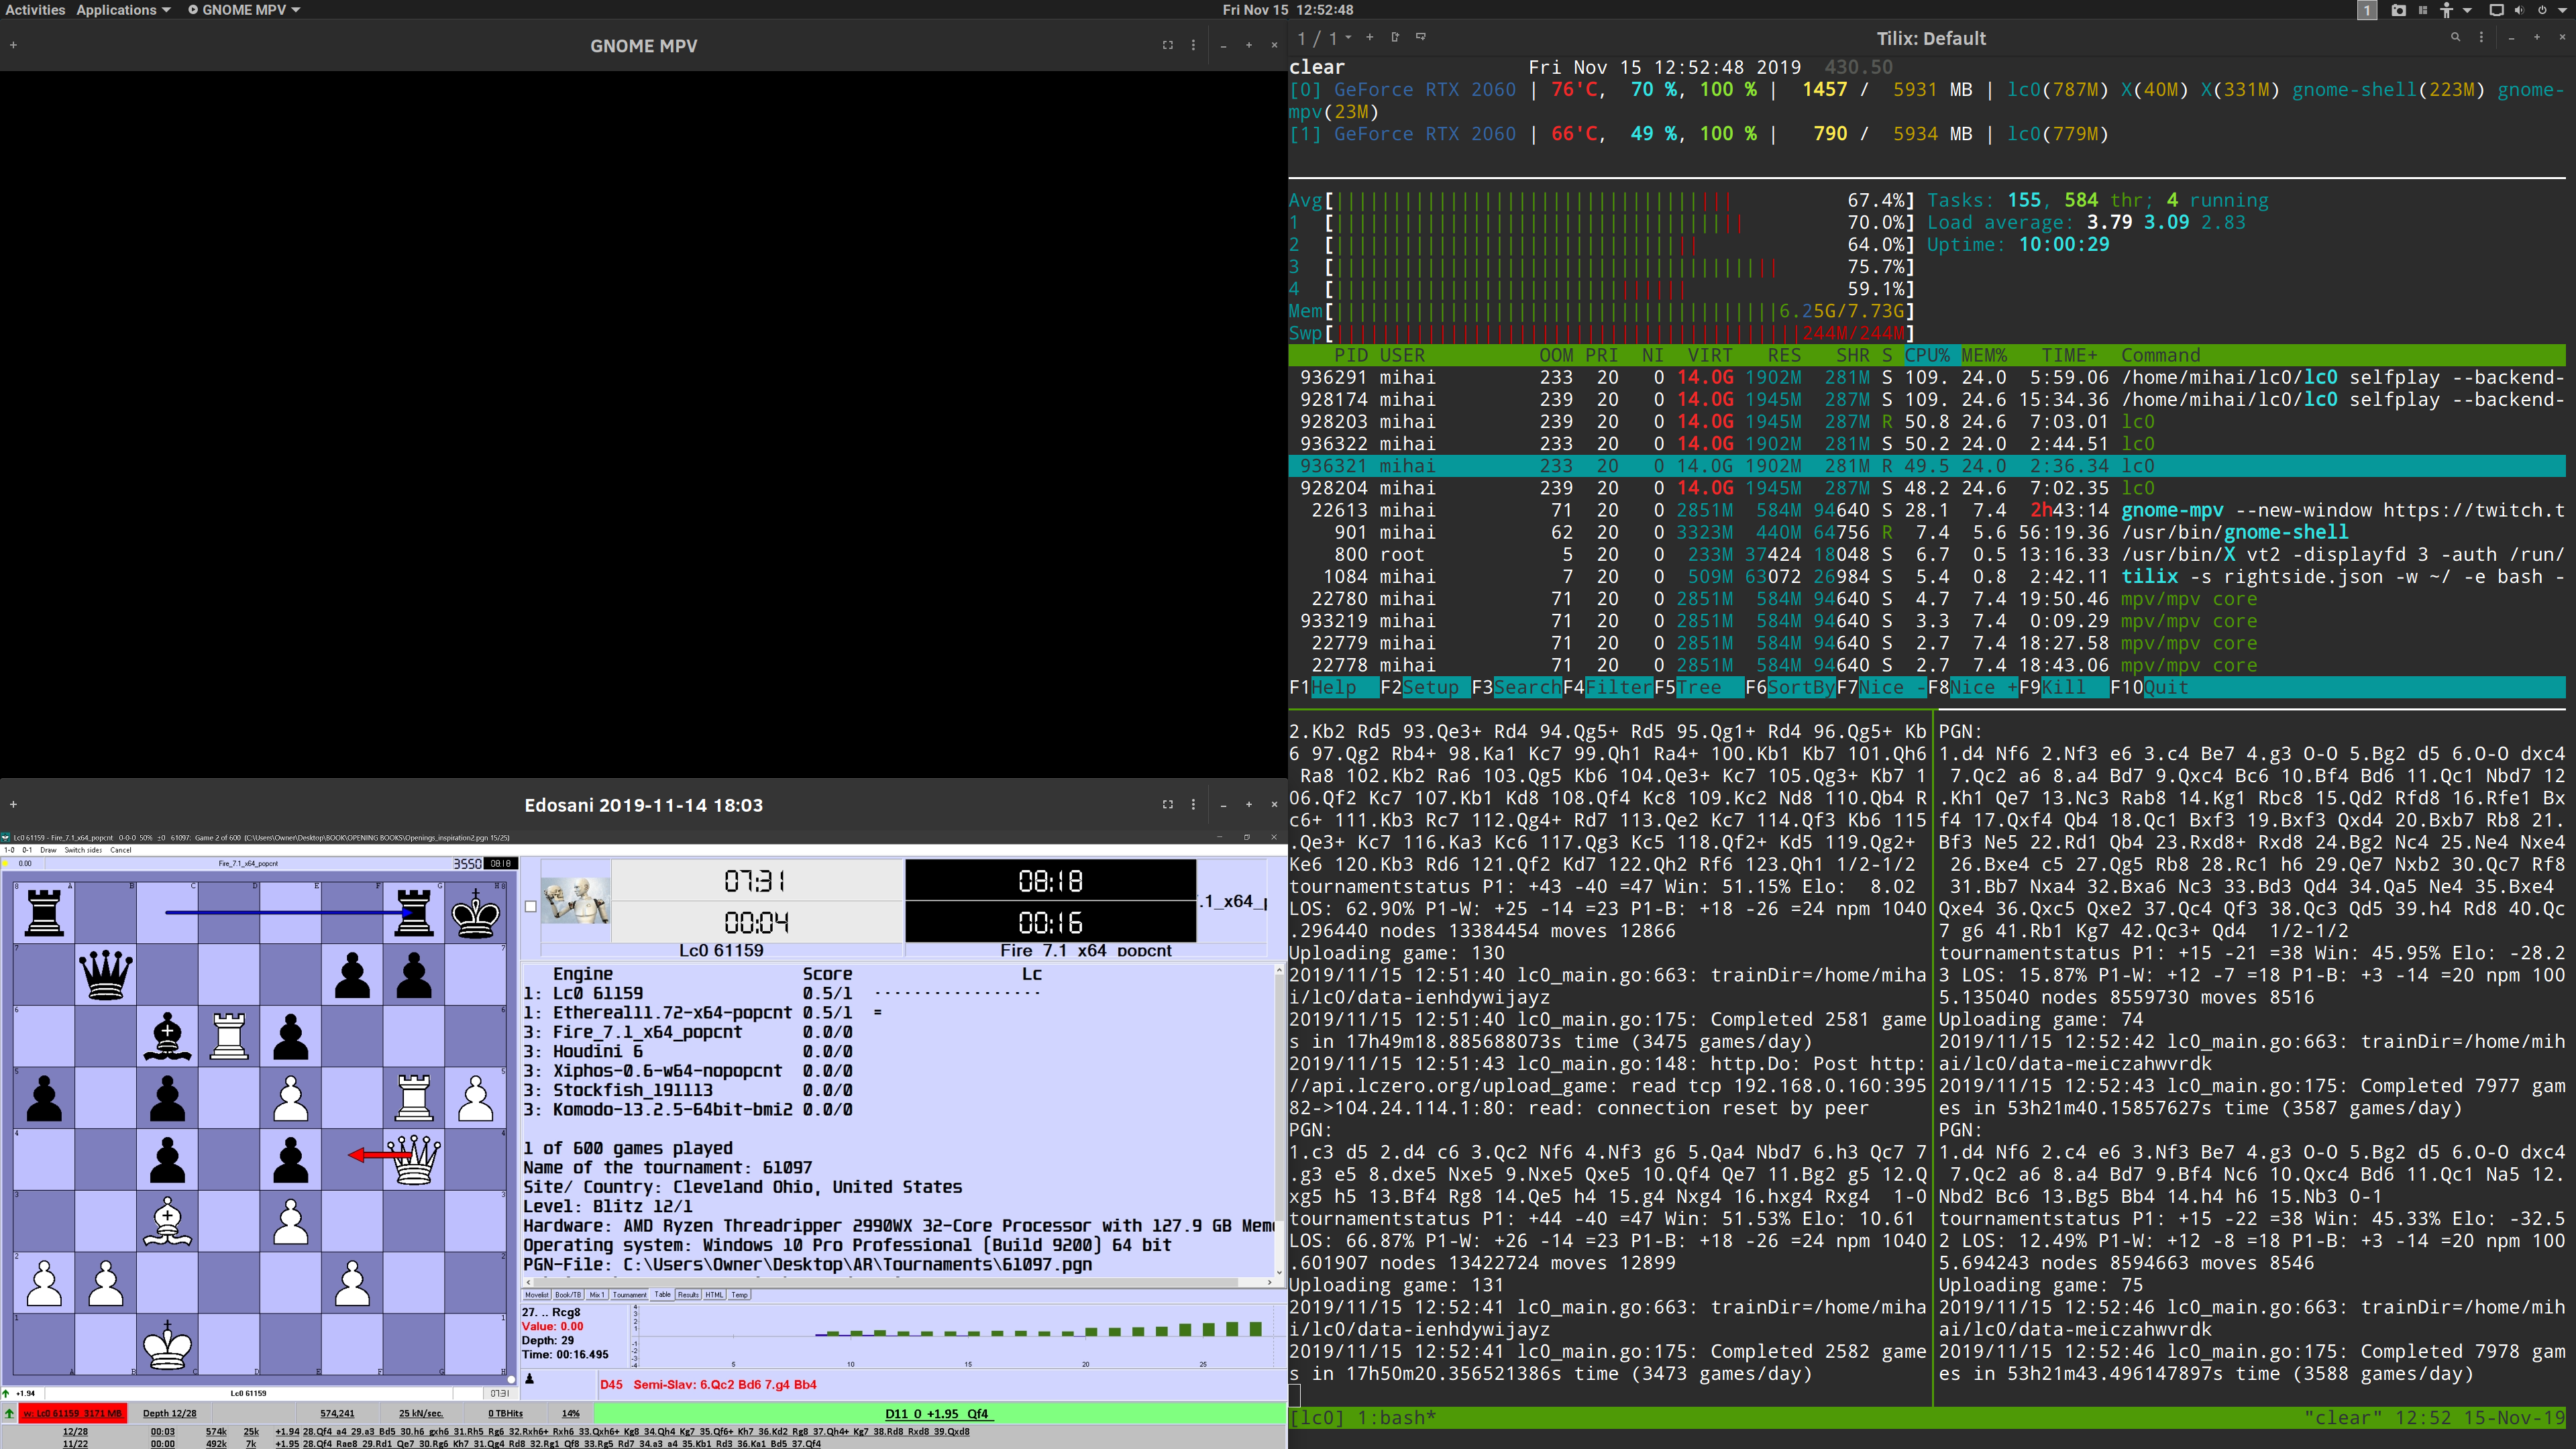 Activities Applications GNOME MPV Fri Nov 15 12:52:48 1
GNOME MPV
1 / 1 Tilix: Default
clear Fri Nov 15 12:52:48 2019 430.50
[0] GeForce RTX 2060 | 76'C, 70 %, 100 % | 1457 / 5931 MB | lc0(787M) X(40M) X(331M) gnome-shell(223M) gnome-
mpv(23M)
[1] GeForce RTX 2060 | 66'C, 49 %, 100 % | 790 / 5934 MB | lc0(779M)
Avg[ 67.4%] Tasks: 155, 584 thr; 4 running
1 [ 70.0%] Load average: 3.79 3.09 2.83
2 [ 64.0%] Uptime: 10:00:29
3 [ 75.7%]
4 [ 59.1%]
Mem[ 6.25G/7.73G]
Swp[ 244M/244M]
PID USER OOM PRI NI VIRT RES SHR S CPU% MEM% TIME+ Command
936291 mihai 233 20 0 14.0G 1902M 281M S 109. 24.0 5:59.06 /home/mihai/lc0/lc0 selfplay --backend-
928174 mihai 239 20 0 14.0G 1945M 287M S 109. 24.6 15:34.36 /home/mihai/lc0/lc0 selfplay --backend-
928203 mihai 239 20 0 14.0G 1945M 287M R 50.8 24.6 7:03.01 lc0
936322 mihai 233 20 0 14.0G 1902M 281M S 50.2 24.0 2:44.51 lc0
936321 mihai 233 20 0 14.0G 1902M 281M R 49.5 24.0 2:36.34 lc0
928204 mihai 239 20 0 14.0G 1945M 287M S 48.2 24.6 7:02.35 lc0
22613 mihai 71 20 0 2851M 584M 94640 S 28.1 7.4 2h43:14 gnome-mpv --new-window https://twitch.t
901 mihai 62 20 0 3323M 440M 64756 R 7.4 5.6 56:19.36 /usr/bin/gnome-shell
800 root 5 20 0 233M 37424 18048 S 6.7 0.5 13:16.33 /usr/bin/X vt2 -displayfd 3 -auth /run/
1084 mihai 7 20 0 509M 63072 26984 S 5.4 0.8 2:42.11 tilix -s rightside.json -w ~/ -e bash -
22780 mihai 71 20 0 2851M 584M 94640 S 4.7 7.4 19:50.46 mpv/mpv core
933219 mihai 71 20 0 2851M 584M 94640 S 3.3 7.4 0:09.29 mpv/mpv core
22779 mihai 71 20 0 2851M 584M 94640 S 2.7 7.4 18:27.58 mpv/mpv core
22778 mihai 71 20 0 2851M 584M 94640 S 2.7 7.4 18:43.06 mpv/mpv core
F1Help F2Setup F3SearchF4FilterF5Tree F6SortByF7Nice -F8Nice +F9Kill F10Quit
2.Kb2 Rd5 93.Qe3+ Rd4 94.Qg5+ Rd5 95.Qg1+ Rd4 96.Qg5+ Kb
6 97.Qg2 Rb4+ 98.Ka1 Kc7 99.Qh1 Ra4+ 100.Kb1 Kb7 101.Qh6
Ra8 102.Kb2 Ra6 103.Qg5 Kb6 104.Qe3+ Kc7 105.Qg3+ Kb7 1
06.Qf2 Kc7 107.Kb1 Kd8 108.Qf4 Kc8 109.Kc2 Nd8 110.Qb4 R
c6+ 111.Kb3 Rc7 112.Qg4+ Rd7 113.Qe2 Kc7 114.Qf3 Kb6 115
.Qe3+ Kc7 116.Ka3 Kc6 117.Qg3 Kc5 118.Qf2+ Kd5 119.Qg2+
Ke6 120.Kb3 Rd6 121.Qf2 Kd7 122.Qh2 Rf6 123.Qh1 1/2-1/2
tournamentstatus P1: +43 -40 =47 Win: 51.15% Elo: 8.02
LOS: 62.90% P1-W: +25 -14 =23 P1-B: +18 -26 =24 npm 1040
.296440 nodes 13384454 moves 12866
Uploading game: 130
2019/11/15 12:51:40 lc0_main.go:663: trainDir=/home/miha
i/lc0/data-ienhdywijayz
2019/11/15 12:51:40 lc0_main.go:175: Completed 2581 game
s in 17h49m18.885688073s time (3475 games/day)
2019/11/15 12:51:43 lc0_main.go:148: http.Do: Post http:
//api.lczero.org/upload_game: read tcp 192.168.0.160:395
82->104.24.114.1:80: read: connection reset by peer
PGN:
1.c3 d5 2.d4 c6 3.Qc2 Nf6 4.Nf3 g6 5.Qa4 Nbd7 6.h3 Qc7 7
.g3 e5 8.dxe5 Nxe5 9.Nxe5 Qxe5 10.Qf4 Qe7 11.Bg2 g5 12.Q
xg5 h5 13.Bf4 Rg8 14.Qe5 h4 15.g4 Nxg4 16.hxg4 Rxg4 1-0
tournamentstatus P1: +44 -40 =47 Win: 51.53% Elo: 10.61
LOS: 66.87% P1-W: +26 -14 =23 P1-B: +18 -26 =24 npm 1040
.601907 nodes 13422724 moves 12899
Uploading game: 131
2019/11/15 12:52:41 lc0_main.go:663: trainDir=/home/miha
i/lc0/data-ienhdywijayz
2019/11/15 12:52:41 lc0_main.go:175: Completed 2582 game
s in 17h50m20.356521386s time (3473 games/day)
PGN:
1.d4 Nf6 2.Nf3 e6 3.c4 Be7 4.g3 O-O 5.Bg2 d5 6.O-O dxc4
7.Qc2 a6 8.a4 Bd7 9.Qxc4 Bc6 10.Bf4 Bd6 11.Qc1 Nbd7 12
.Kh1 Qe7 13.Nc3 Rab8 14.Kg1 Rbc8 15.Qd2 Rfd8 16.Rfe1 Bx
f4 17.Qxf4 Qb4 18.Qc1 Bxf3 19.Bxf3 Qxd4 20.Bxb7 Rb8 21.
Bf3 Ne5 22.Rd1 Qb4 23.Rxd8+ Rxd8 24.Bg2 Nc4 25.Ne4 Nxe4
26.Bxe4 c5 27.Qg5 Rb8 28.Rc1 h6 29.Qe7 Nxb2 30.Qc7 Rf8
31.Bb7 Nxa4 32.Bxa6 Nc3 33.Bd3 Qd4 34.Qa5 Ne4 35.Bxe4
Qxe4 36.Qxc5 Qxe2 37.Qc4 Qf3 38.Qc3 Qd5 39.h4 Rd8 40.Qc
7 g6 41.Rb1 Kg7 42.Qc3+ Qd4 1/2-1/2
tournamentstatus P1: +15 -21 =38 Win: 45.95% Elo: -28.2
3 LOS: 15.87% P1-W: +12 -7 =18 P1-B: +3 -14 =20 npm 100
5.135040 nodes 8559730 moves 8516
Uploading game: 74
2019/11/15 12:52:42 lc0_main.go:663: trainDir=/home/mih
ai/lc0/data-meiczahwvrdk
2019/11/15 12:52:43 lc0_main.go:175: Completed 7977 gam
es in 53h21m40.15857627s time (3587 games/day)
PGN:
1.d4 Nf6 2.c4 e6 3.Nf3 Be7 4.g3 O-O 5.Bg2 d5 6.O-O dxc4
7.Qc2 a6 8.a4 Bd7 9.Bf4 Nc6 10.Qxc4 Bd6 11.Qc1 Na5 12.
Nbd2 Bc6 13.Bg5 Bb4 14.h4 h6 15.Nb3 0-1
tournamentstatus P1: +15 -22 =38 Win: 45.33% Elo: -32.5
2 LOS: 12.49% P1-W: +12 -8 =18 P1-B: +3 -14 =20 npm 100
5.694243 nodes 8594663 moves 8546
Uploading game: 75
2019/11/15 12:52:46 lc0_main.go:663: trainDir=/home/mih
ai/lc0/data-meiczahwvrdk
2019/11/15 12:52:46 lc0_main.go:175: Completed 7978 gam
es in 53h21m43.496147897s time (3588 games/day)
[lc0] 1:bash* "clear" 12:52 15-Nov-19
Edosani 2019-11-14 18:03
Lc0 61159 - Fire_7.1_x64_popcnt 0-0-0 50% ±0 61097: Game 2 of 600 (C:\Users\Owner\Desktop\BOOK\OPENING BOOKS\Openings_inspiration2.pgn 15/25)
1-0 0-1 Draw Switch sides Cancel
0.00 Fire_7.1_x64_popcnt 3550 08:18
07:31 08:18
00:04 00:16
.1_x64_p
Lc0 61159 Fire_7.1_x64_popcnt
Engine Score Lc
1: Lc0 61159 0.5/1 ·················
1: Ethereal11.72-x64-popcnt 0.5/1 =
3: Fire_7.1_x64_popcnt 0.0/0
3: Houdini 6 0.0/0
3: Xiphos-0.6-w64-nopopcnt 0.0/0
3: Stockfish_191113 0.0/0
3: Komodo-13.2.5-64bit-bmi2 0.0/0
1 of 600 games played
Name of the tournament: 61097
Site/ Country: Cleveland Ohio, United States
Level: Blitz 12/1
Hardware: AMD Ryzen Threadripper 2990WX 32-Core Processor with 127.9 GB Mem
Operating system: Windows 10 Pro Professional (Build 9200) 64 bit
PGN-File: C:\Users\Owner\Desktop\AR\Tournaments\61097.pgn
Movelist Book/TB Mix 1 Tournament Table Results HTML Temp
27. .. Rcg8
Value: 0.00
Depth: 29
Time: 00:16.495
5 10 15 20 25
D45 Semi-Slav: 6.Qc2 Bd6 7.g4 Bb4
+1.94 Lc0 61159 07:31
w: Lc0 61159, 3171 MB Depth 12/28 574,241 25 kN/sec. 0 TBHits 14% D11 0 +1.95 Qf4
12/28 00:03 574k 25k +1.94 28.Qf4 a4 29.a3 Bd5 30.h6 gxh6 31.Rh5 Rg6 32.Rxh6+ Rxh6 33.Qxh6+ Kg8 34.Qh4 Kg7 35.Qf6+ Kh7 36.Kd2 Rg8 37.Qh4+ Kg7 38.Rd8 Rxd8 39.Qxd8
11/22 00:00 492k 7k +1.95 28.Qf4 Rae8 29.Rd1 Qe7 30.Rg6 Kh7 31.Qg4 Rd8 32.Rg1 Qf8 33.Rg5 Rd7 34.a3 a4 35.Kb1 Rd3 36.Ka1 Bd5 37.Qf4